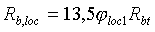 R_{b,loc} = 13,5φ_{loc1}R_{bt}